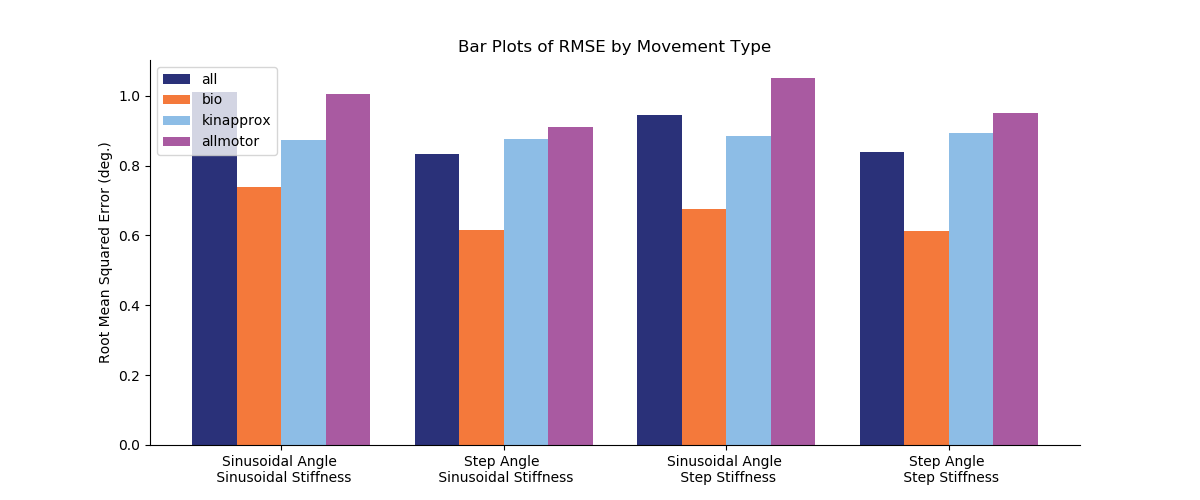 Bar Plots of RMSE by Movement Type
all
bio
kinapprox
allmotor
Root Mean Squared Error (deg.)
1.0
0.8
0.6
0.4
0.2
0.0
Sinusoidal Angle
Sinusoidal Stiffness
Step Angle
Sinusoidal Stiffness
Sinusoidal Angle
Step Stiffness
Step Angle
Step Stiffness